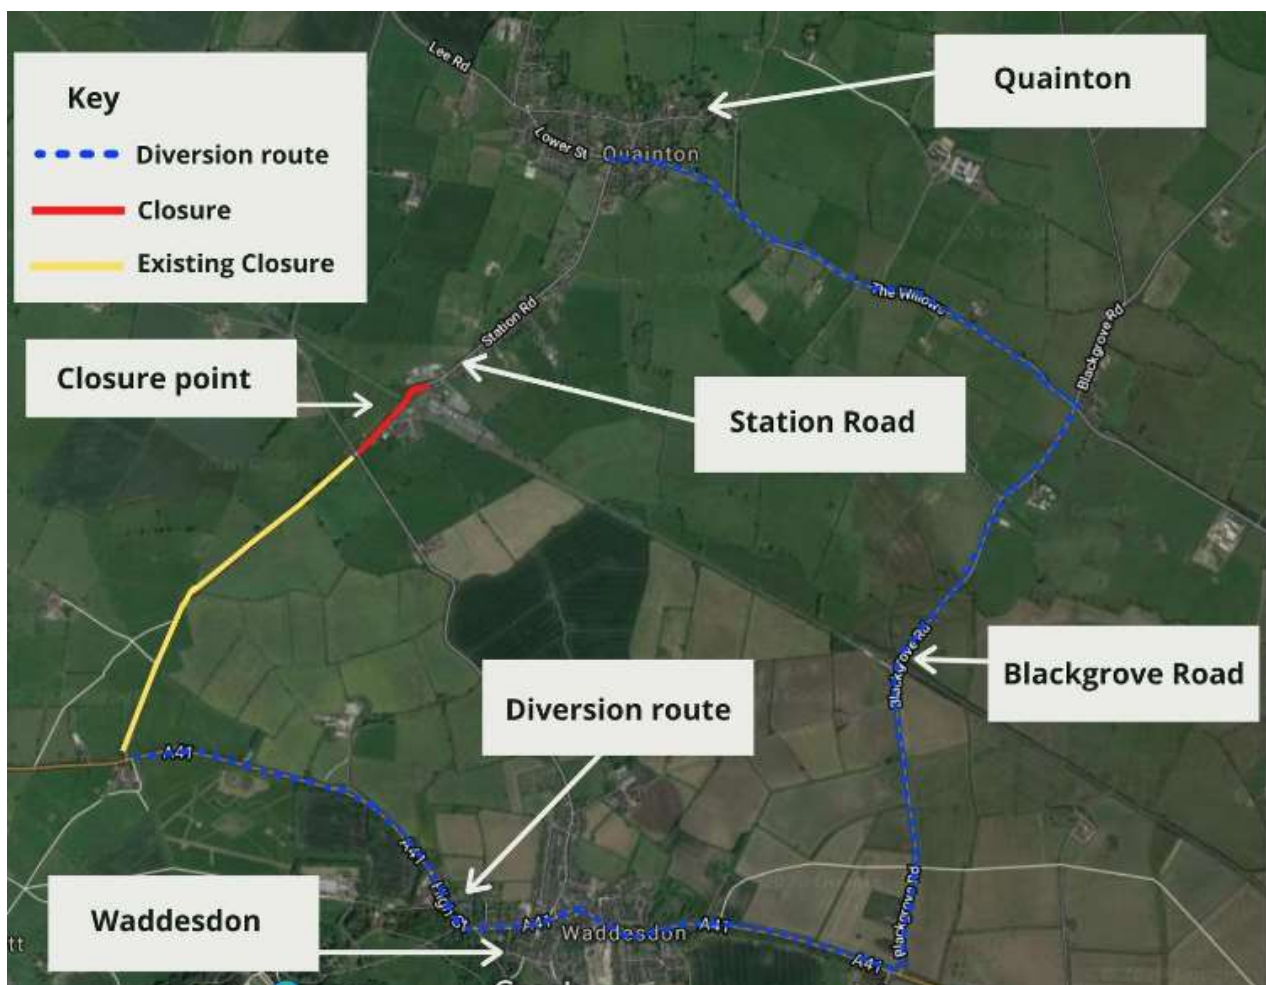 Key
Diversion route
Closure
Existing Closure
Lee Rd
Quainton
Lower St
Quainton
The Willows
Blackgrove Rd
Station Rd
Closure point
Station Road
Blackgrove Rd
Blackgrove Road
Diversion route
A41
A41
High St
Waddesdon
A41
Waddesdon
A41
Blackgrove Rd
A41
tt